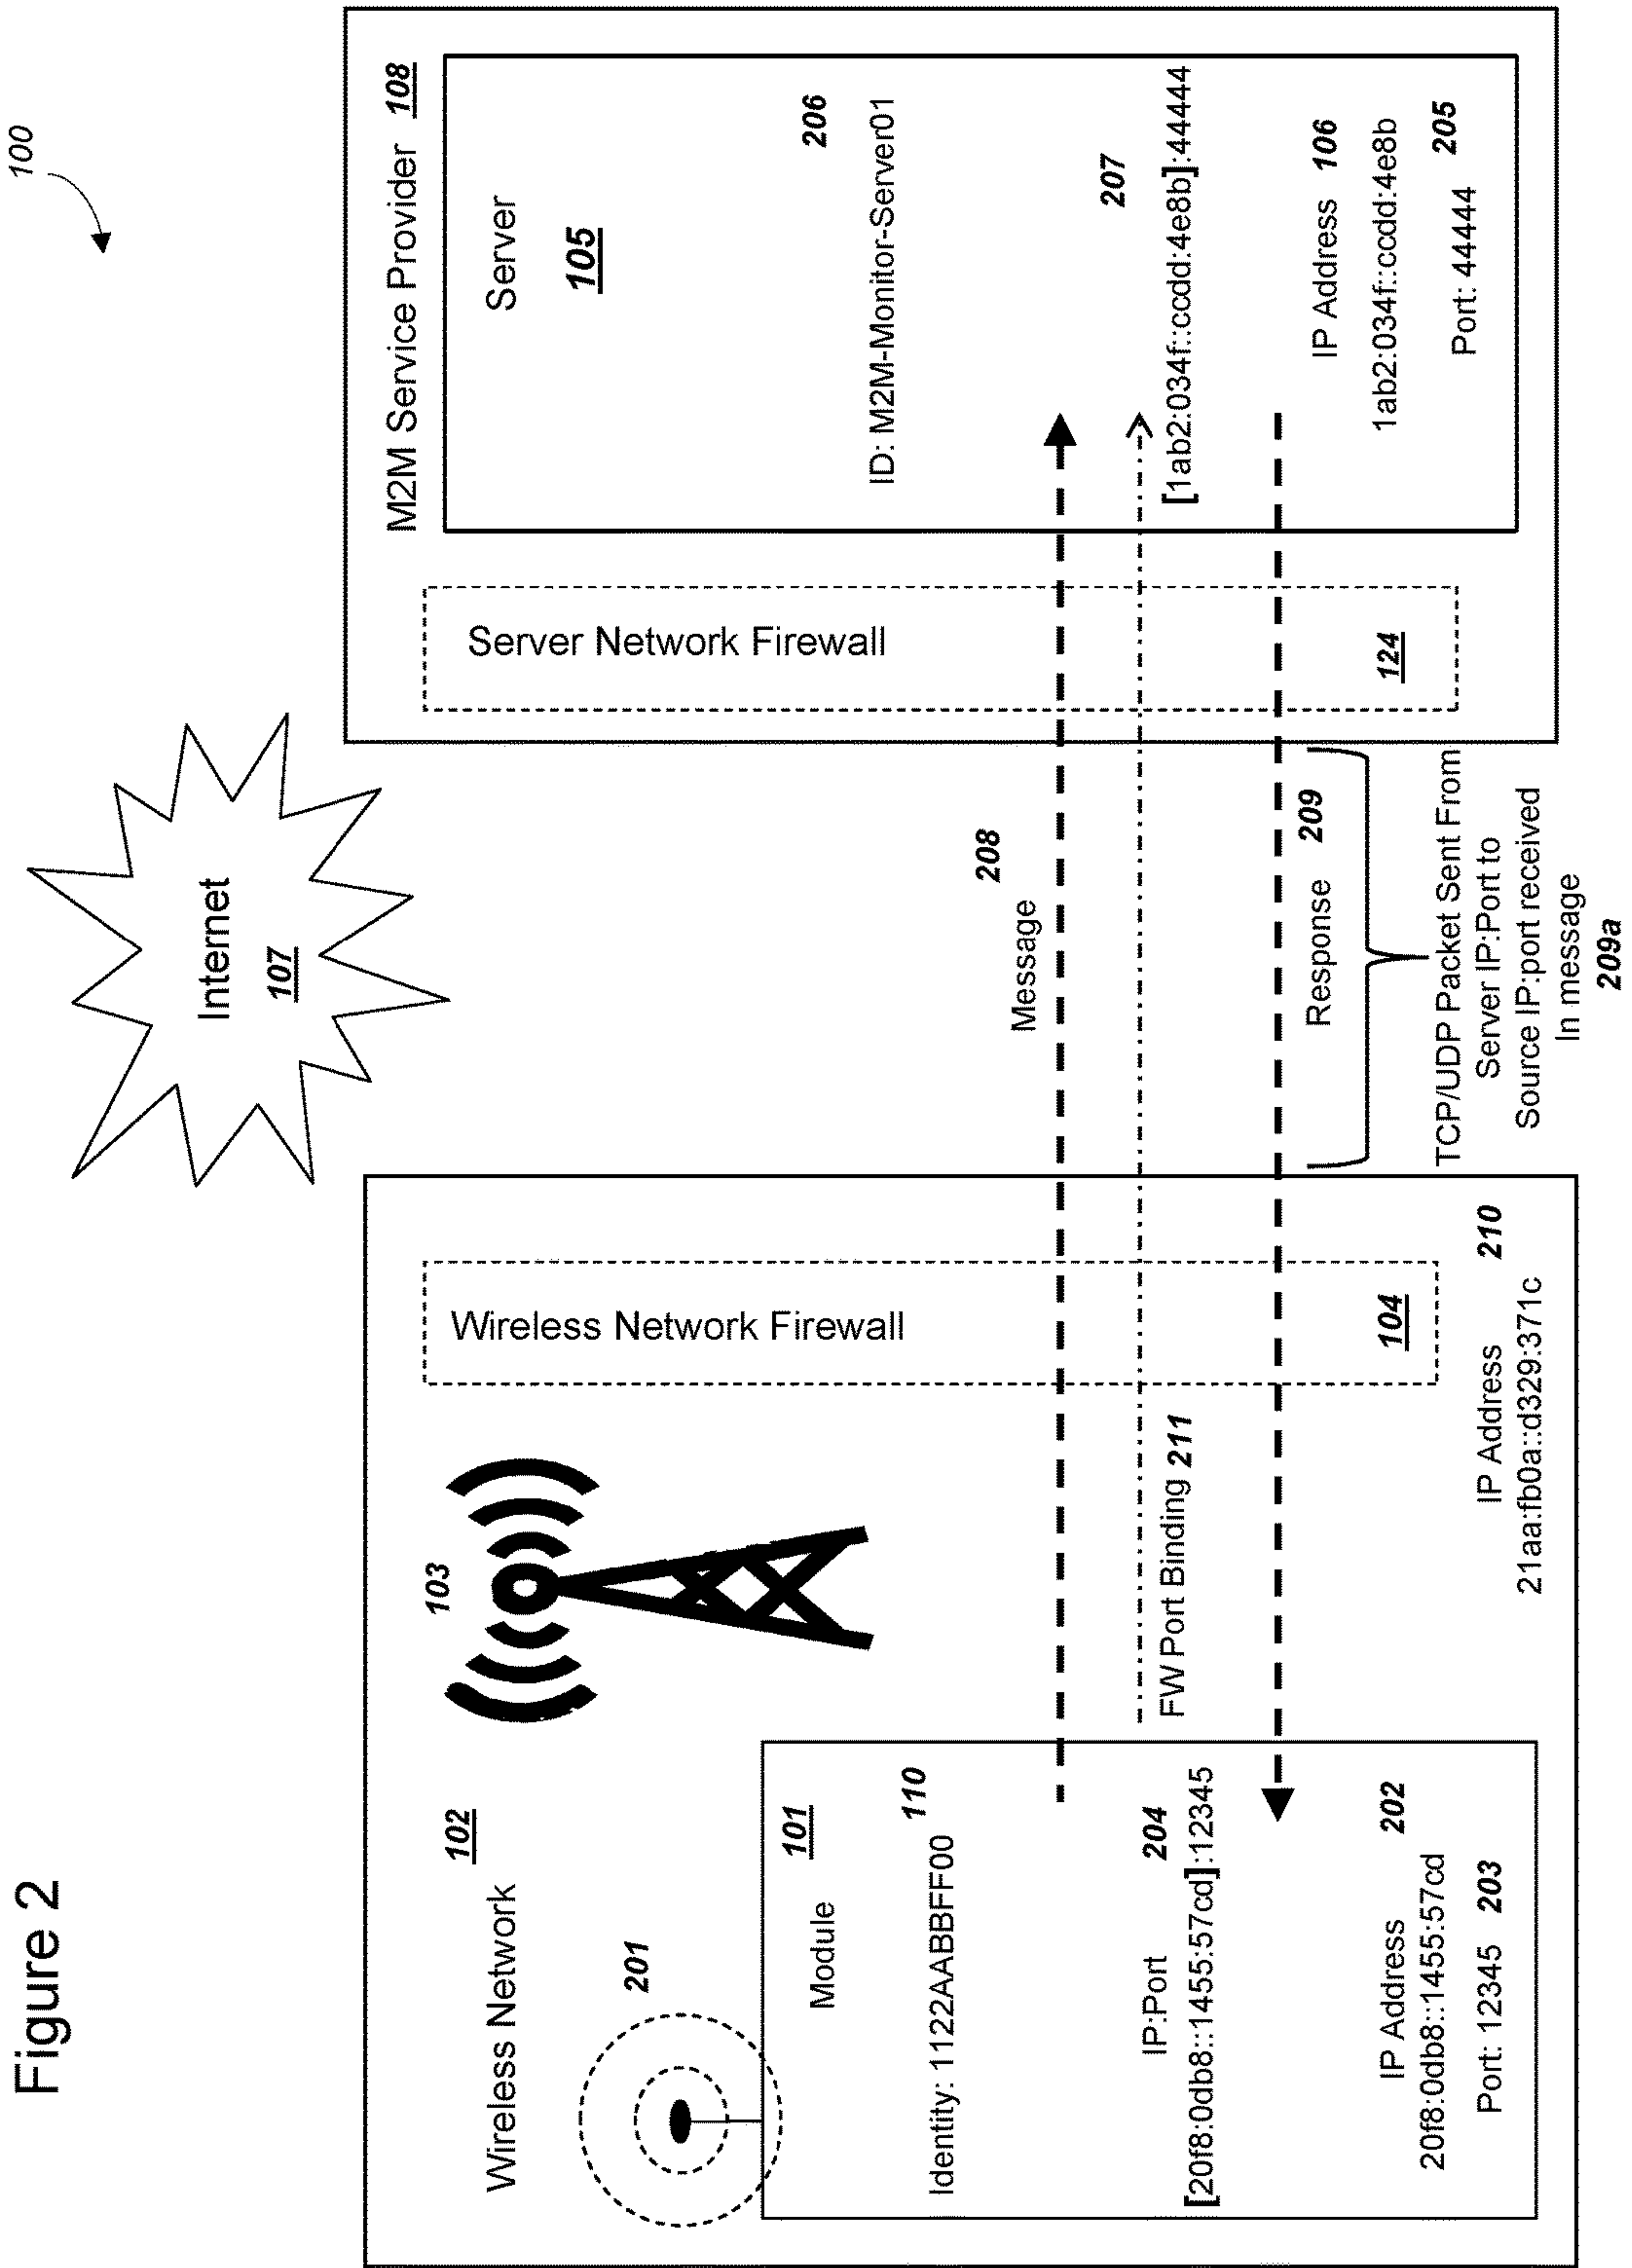 Figure 2
100
Internet
107
Wireless Network
102
103
201
Module
101
Identity: 1122AABBFF00
110
IP:Port
204
[20f8:0db8::1455:57cd]:12345
IP Address
202
20f8:0db8::1455:57cd
Port: 12345 203
FW Port Binding 211
Wireless Network Firewall
104
IP Address 210
21aa:fb0a::d329:371c
Message
208
Response 209
TCP/UDP Packet Sent From
Server IP:Port to
Source IP:port received
In message
209a
M2M Service Provider 108
Server Network Firewall
124
Server
105
206
ID: M2M-Monitor-Server01
207
[1ab2:034f::ccdd:4e8b]:44444
IP Address 106
1ab2:034f::ccdd:4e8b
Port: 44444 205